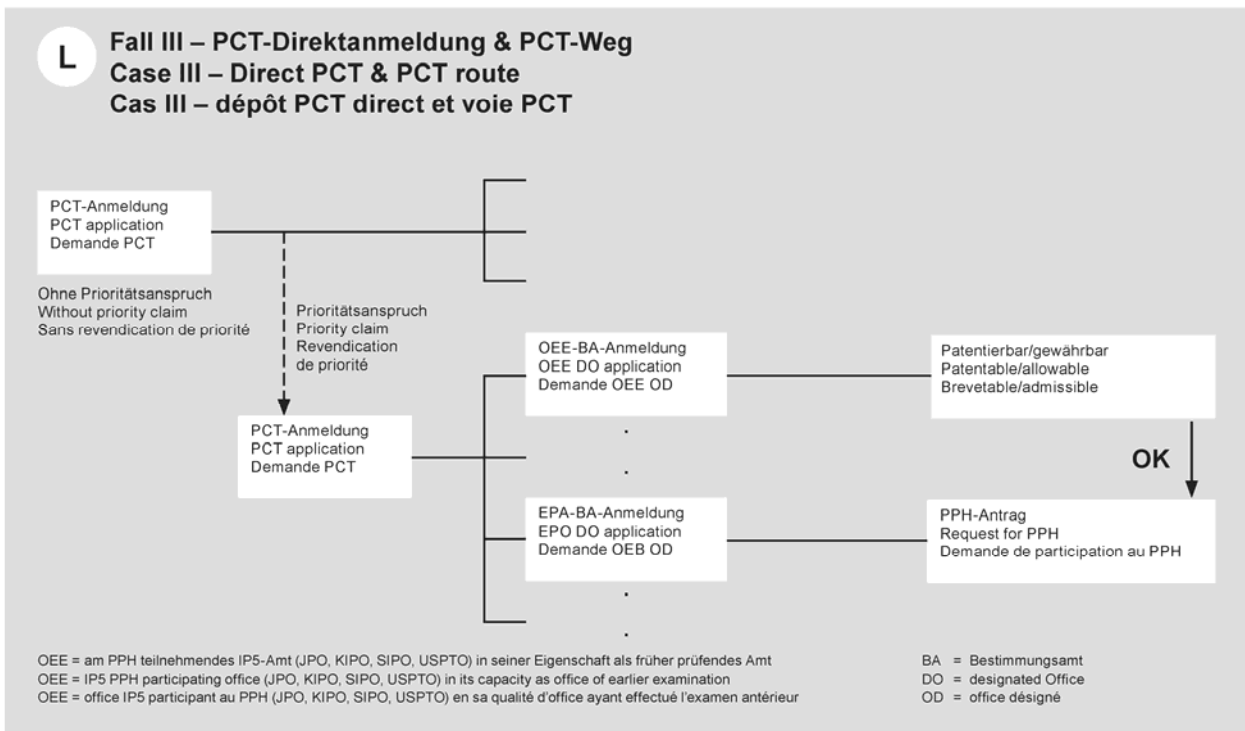 L
Fall III – PCT-Direktanmeldung & PCT-Weg
Case III – Direct PCT & PCT route
Cas III – dépôt PCT direct et voie PCT
PCT-Anmeldung
PCT application
Demande PCT
Ohne Prioritätsanspruch
Without priority claim
Sans revendication de priorité
Prioritätsanspruch
Priority claim
Revendication
de priorité
OEE-BA-Anmeldung
OEE DO application
Demande OEE OD
Patentierbar/gewährbar
Patentable/allowable
Brevetable/admissible
PCT-Anmeldung
PCT application
Demande PCT
OK
EPA-BA-Anmeldung
EPO DO application
Demande OEB OD
PPH-Antrag
Request for PPH
Demande de participation au PPH
OEE = am PPH teilnehmendes IP5-Amt (JPO, KIPO, SIPO, USPTO) in seiner Eigenschaft als früher prüfendes Amt
OEE = IP5 PPH participating office (JPO, KIPO, SIPO, USPTO) in its capacity as office of earlier examination
OEE = office IP5 participant au PPH (JPO, KIPO, SIPO, USPTO) en sa qualité d'office ayant effectué l'examen antérieur
BA = Bestimmungsamt
DO = designated Office
OD = office désigné